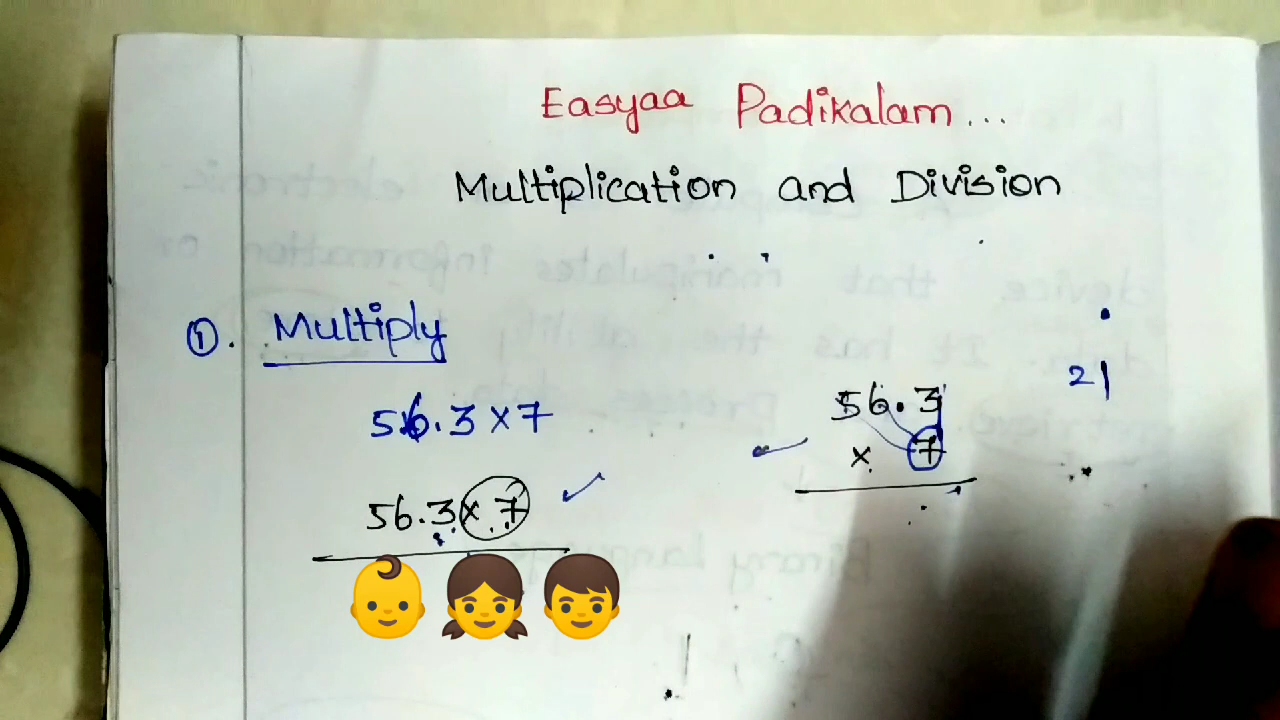 Easyaa Padikalam...
Multiplication and Division
①. Multiply
56.3 × 7
56.3 × 7
56.3
× 7
21